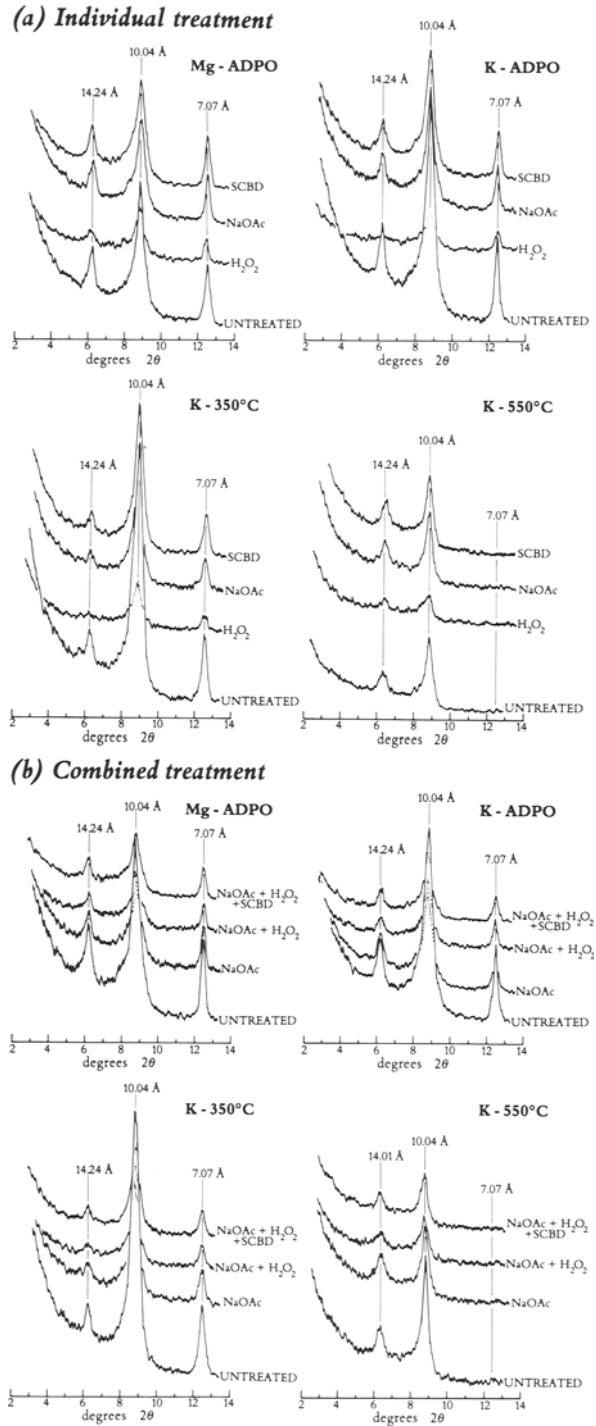 (a) Individual treatment
Mg - ADPO
10.04 Å
14.24 Å
7.07 Å
SCBD
NaOAc
H₂O₂
UNTREATED
2 4 6 8 10 12 14
degrees 2θ
K - ADPO
10.04 Å
14.24 Å
7.07 Å
SCBD
NaOAc
H₂O₂
UNTREATED
2 4 6 8 10 12 14
degrees 2θ
K - 350°C
10.04 Å
14.24 Å
7.07 Å
SCBD
NaOAc
H₂O₂
UNTREATED
2 4 6 8 10 12 14
degrees 2θ
K - 550°C
10.04 Å
14.24 Å
7.07 Å
SCBD
NaOAc
H₂O₂
UNTREATED
2 4 6 8 10 12 14
degrees 2θ
(b) Combined treatment
Mg - ADPO
10.04 Å
14.24 Å
7.07 Å
NaOAc + H₂O₂
+SCBD
NaOAc + H₂O₂
NaOAc
UNTREATED
2 4 6 8 10 12 14
degrees 2θ
K - ADPO
10.04 Å
14.24 Å
7.07 Å
NaOAc + H₂O₂
+SCBD
NaOAc + H₂O₂
NaOAc
UNTREATED
2 4 6 8 10 12 14
degrees 2θ
K - 350°C
10.04 Å
14.24 Å
7.07 Å
NaOAc + H₂O₂
+SCBD
NaOAc + H₂O₂
NaOAc
UNTREATED
2 4 6 8 10 12 14
degrees 2θ
K - 550°C
10.04 Å
14.01 Å
7.07 Å
NaOAc + H₂O₂
+SCBD
NaOAc + H₂O₂
NaOAc
UNTREATED
2 4 6 8 10 12 14
degrees 2θ